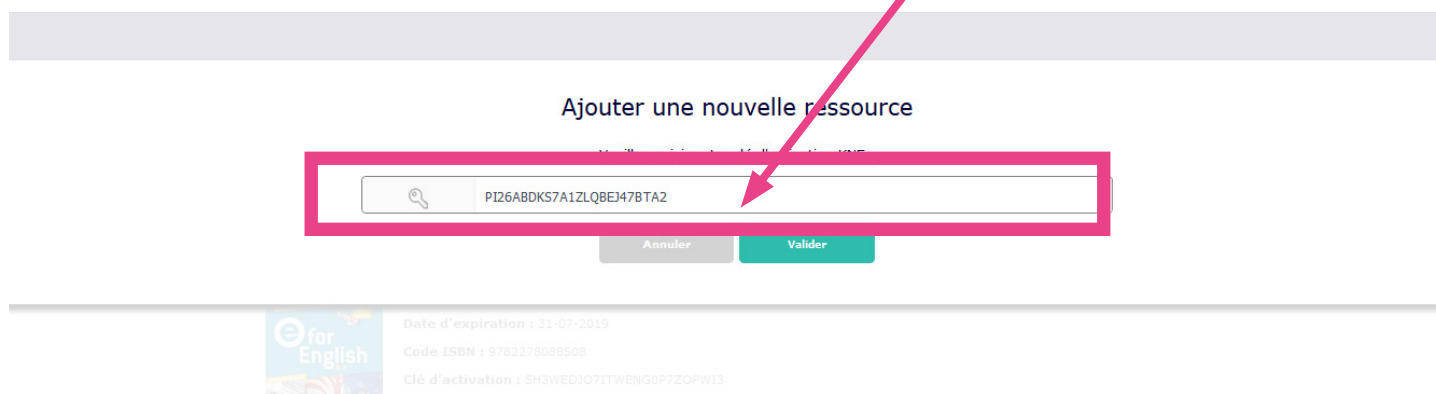 Ajouter une nouvelle ressource
PI26ABDKS7A1ZLQBEJ47BTA2
Annuler Valider
e for English
Date d'expiration : 31-07-2019
Code ISBN : 9782278088508
Clé d'activation : SH3WEDJO7ITWENG0P7ZOPWI3